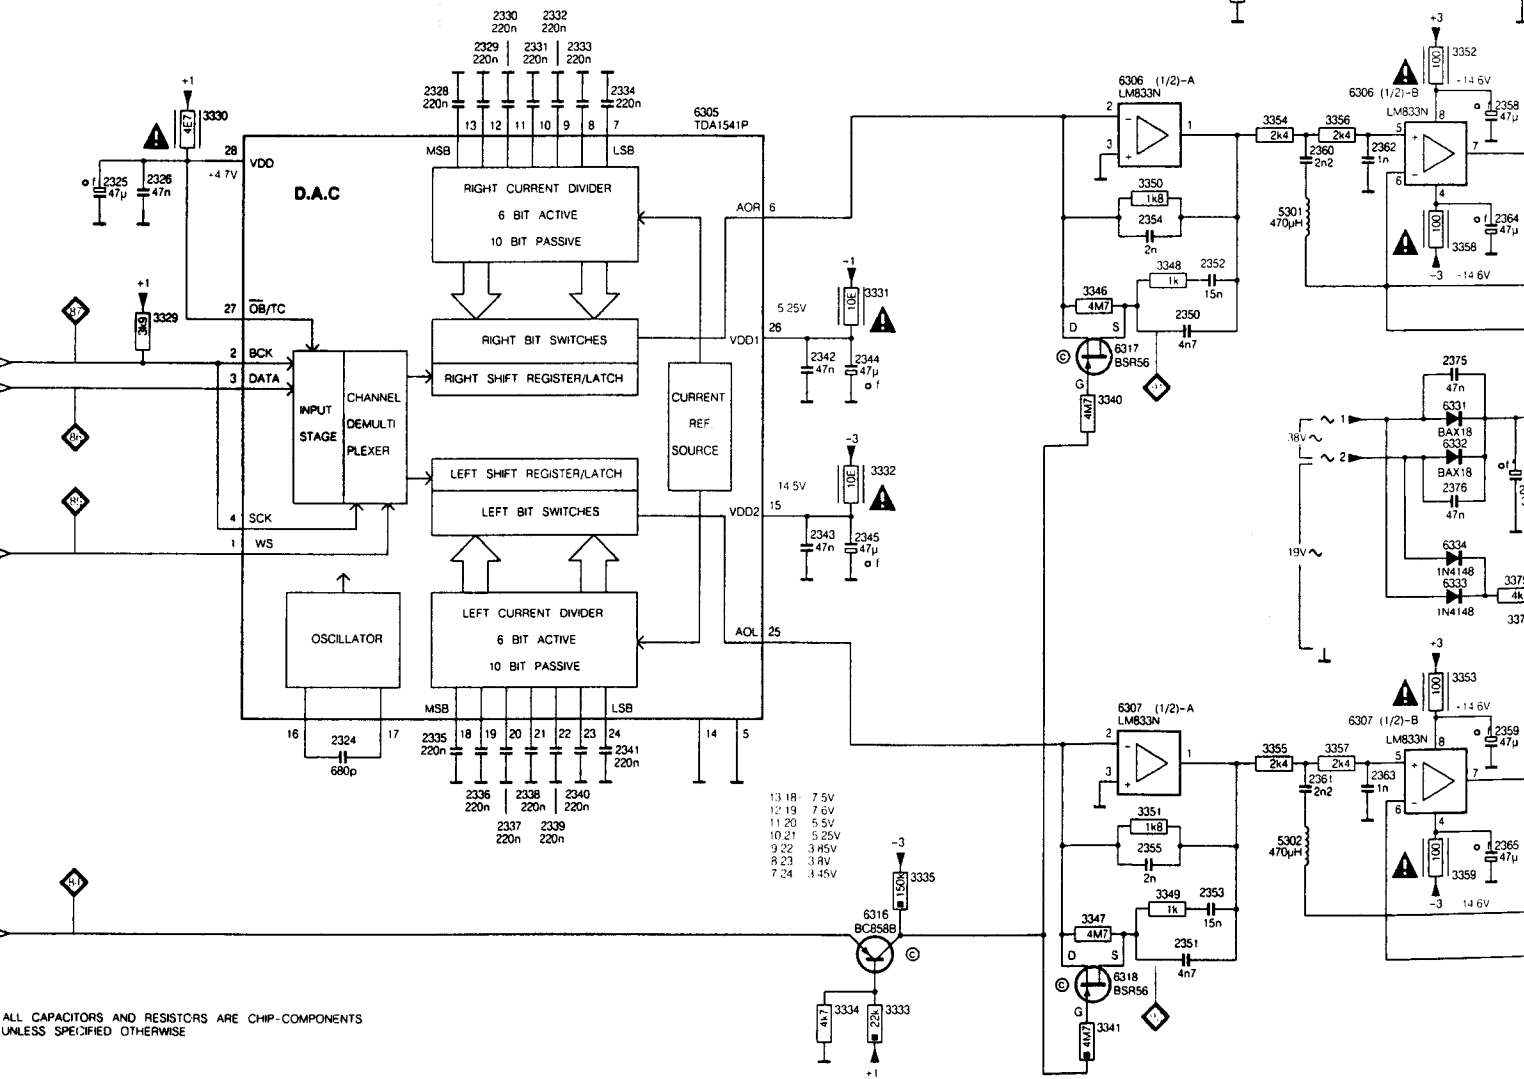 2330 2332
220n 220n
2329 2331 2333
220n 220n 220n
2328
220n
2334
220n
13 12 11 10 9 8 7
MSB LSB
6305
TDA1541P
+1
3330
4E7
28
VDD
-4.7V
2325
47µ
2326
47n
D.A.C
RIGHT CURRENT DIVIDER
6 BIT ACTIVE
10 BIT PASSIVE
AOR 6
+1
3329
3k9
27 OB/TC
2 BCK
3 DATA
87
86
85
RIGHT BIT SWITCHES
RIGHT SHIFT REGISTER/LATCH
INPUT
STAGE
CHANNEL
DEMULTI
PLEXER
CURRENT
REF.
SOURCE
LEFT SHIFT REGISTER/LATCH
LEFT BIT SWITCHES
4 SCK
1 WS
-1
3331
10E
5.25V
26
VDD1
2342
47n
2344
47µ
-3
3332
10E
14.5V
15
VDD2
2343
47n
2345
47µ
OSCILLATOR
LEFT CURRENT DIVIDER
6 BIT ACTIVE
10 BIT PASSIVE
AOL 25
MSB LSB
16 17
2324
680p
2335
220n
18 19 20 21 22 23 24
2341
220n
14 5
2336 2338 2340
220n 220n 220n
2337 2339
220n 220n
13 18 7.5V
12 19 7.6V
11 20 5.5V
10 21 5.25V
9 22 3.85V
8 23 3.8V
7 24 3.45V
6306 (1/2)-A
LM833N
2
3
1
3350
1k8
2354
2n
3348
1k
2352
15n
3346
4M7
2350
4n7
D S
6317
BSR56
G
3340
4M7
+3
3352
100
-14.6V
6306 (1/2)-B
LM833N
2358
47µ
3354
2k4
3356
2k4
2360
2n2
2362
1n
5
6
7
8
4
5301
470µH
3358
100
2364
47µ
-3 -14.6V
2375
47n
1
6331
BAX18
38V~
2
6332
BAX18
2376
47n
19V~
6334
1N4148
6333
1N4148
6307 (1/2)-A
LM833N
2
3
1
3351
1k8
2355
2n
3349
1k
2353
15n
3347
4M7
2351
4n7
D S
6318
BSR56
G
3341
4M7
+3
3353
100
-14.6V
6307 (1/2)-B
LM833N
2359
47µ
3355
2k4
3357
2k4
2361
2n2
2363
1n
5
6
7
8
4
5302
470µH
3359
100
2365
47µ
-3 14.6V
-3
3335
150k
6316
BC858B
3334
4k7
3333
22k
+1
ALL CAPACITORS AND RESISTORS ARE CHIP-COMPONENTS
UNLESS SPECIFIED OTHERWISE